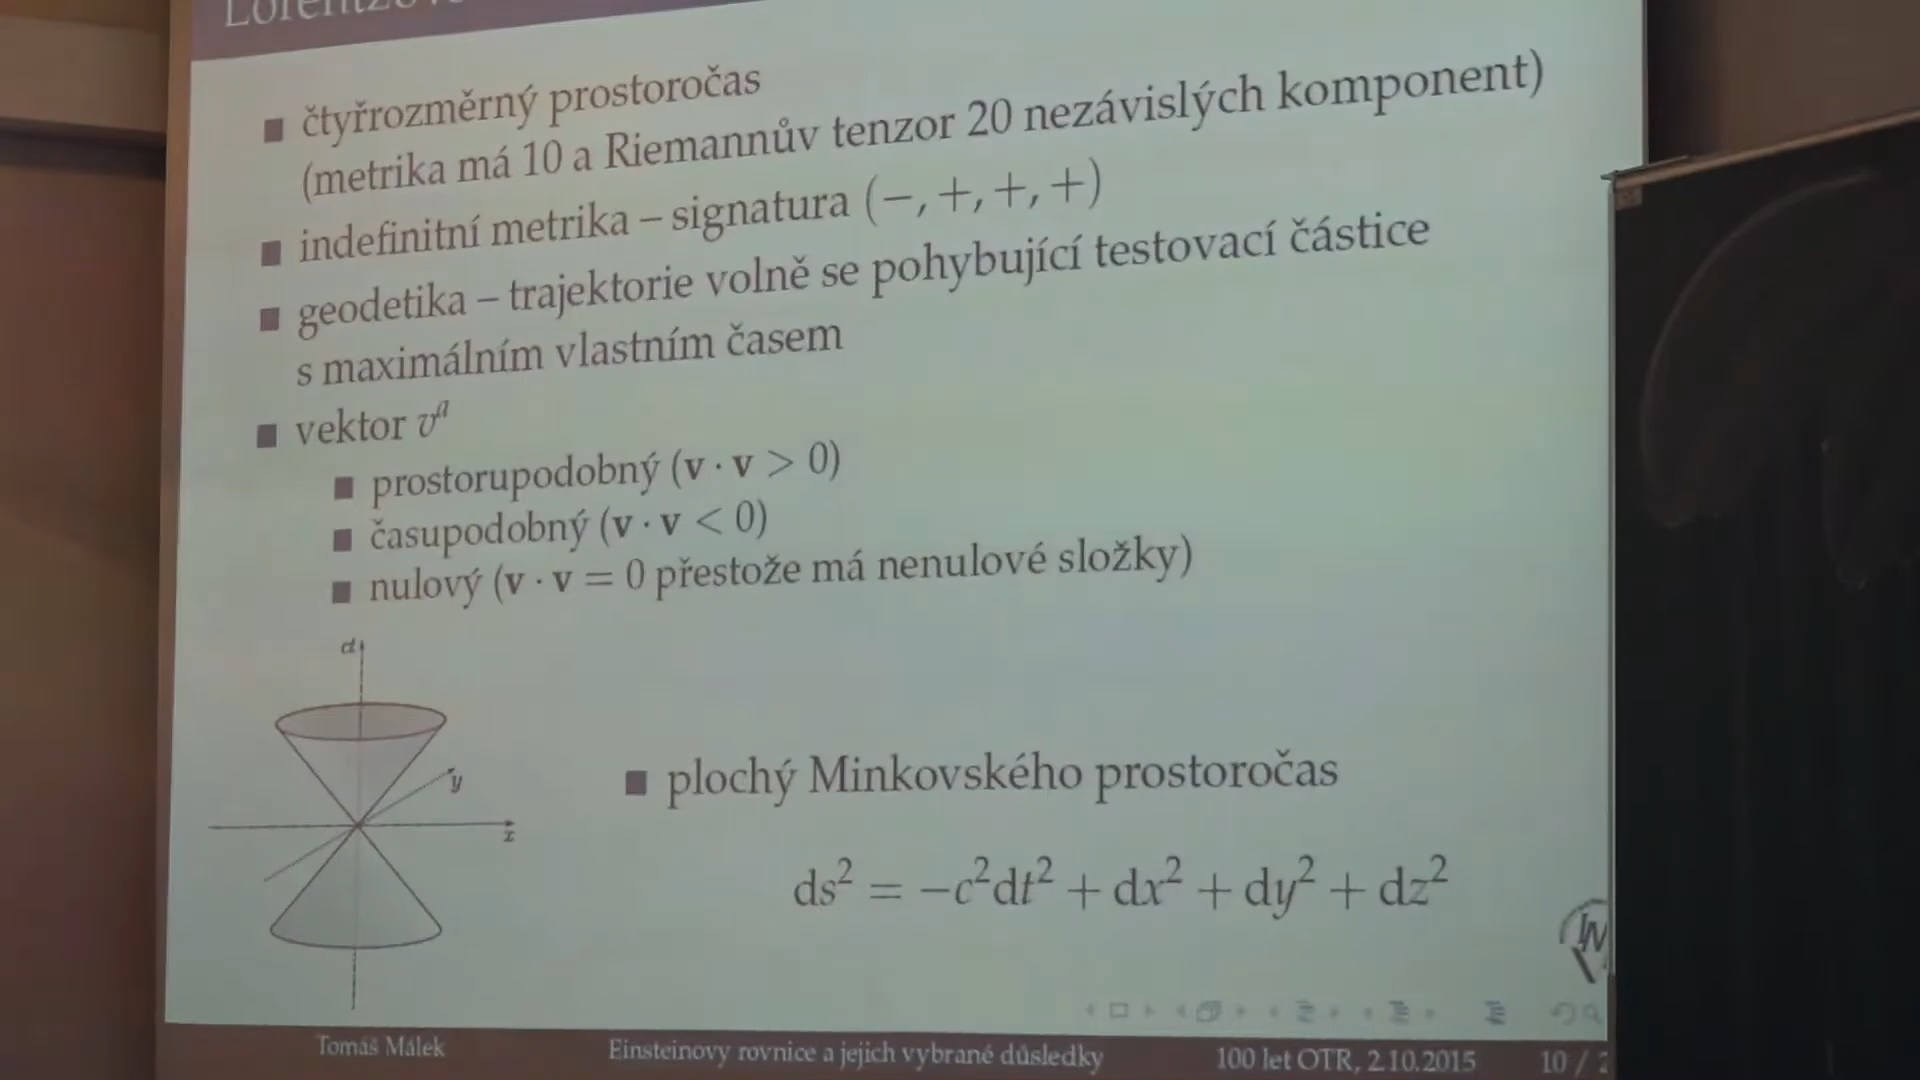 čtyřrozměrný prostoročas
(metrika má 10 a Riemannův tenzor 20 nezávislých komponent)
indefinitní metrika – signatura (−, +, +, +)
geodetika – trajektorie volně se pohybující testovací částice
s maximálním vlastním časem
vektor vᵃ
prostorupodobný (v · v > 0)
časupodobný (v · v < 0)
nulový (v · v = 0 přestože má nenulové složky)
ct
y
x
plochý Minkovského prostoročas
ds² = −c²dt² + dx² + dy² + dz²
Tomáš Málek
Einsteinovy rovnice a jejich vybrané důsledky
100 let OTR, 2.10.2015
10 /